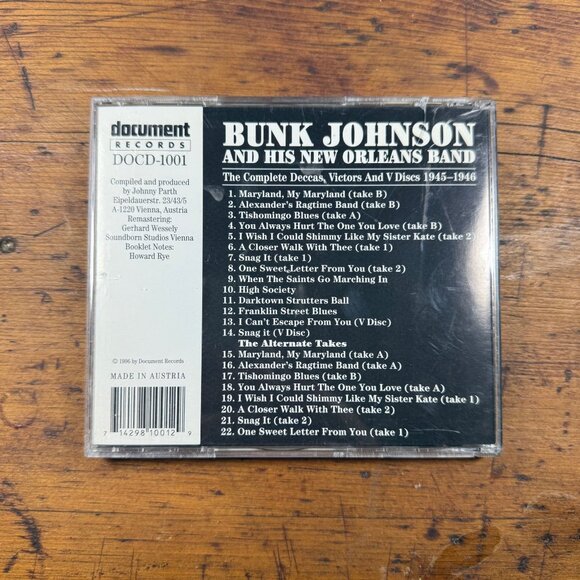 document
RECORDS
DOCD-1001
Compiled and produced
by Johnny Parth
Eipeldauerstr. 23/43/5
A-1220 Vienna, Austria
Remastering:
Gerhard Wessely
Soundborn Studios Vienna
Booklet Notes:
Howard Rye
© 1996 by Document Records
MADE IN AUSTRIA
7 14298 10012 9
BUNK JOHNSON
AND HIS NEW ORLEANS BAND
The Complete Deccas, Victors And V Discs 1945-1946
1. Maryland, My Maryland (take B)
2. Alexander's Ragtime Band (take B)
3. Tishomingo Blues (take A)
4. You Always Hurt The One You Love (take B)
5. I Wish I Could Shimmy Like My Sister Kate (take 2)
6. A Closer Walk With Thee (take 1)
7. Snag It (take 1)
8. One Sweet Letter From You (take 2)
9. When The Saints Go Marching In
10. High Society
11. Darktown Strutters Ball
12. Franklin Street Blues
13. I Can't Escape From You (V Disc)
14. Snag it (V Disc)
The Alternate Takes
15. Maryland, My Maryland (take A)
16. Alexander's Ragtime Band (take A)
17. Tishomingo Blues (take B)
18. You Always Hurt The One You Love (take A)
19. I Wish I Could Shimmy Like My Sister Kate (take 1)
20. A Closer Walk With Thee (take 2)
21. Snag It (take 2)
22. One Sweet Letter From You (take 1)